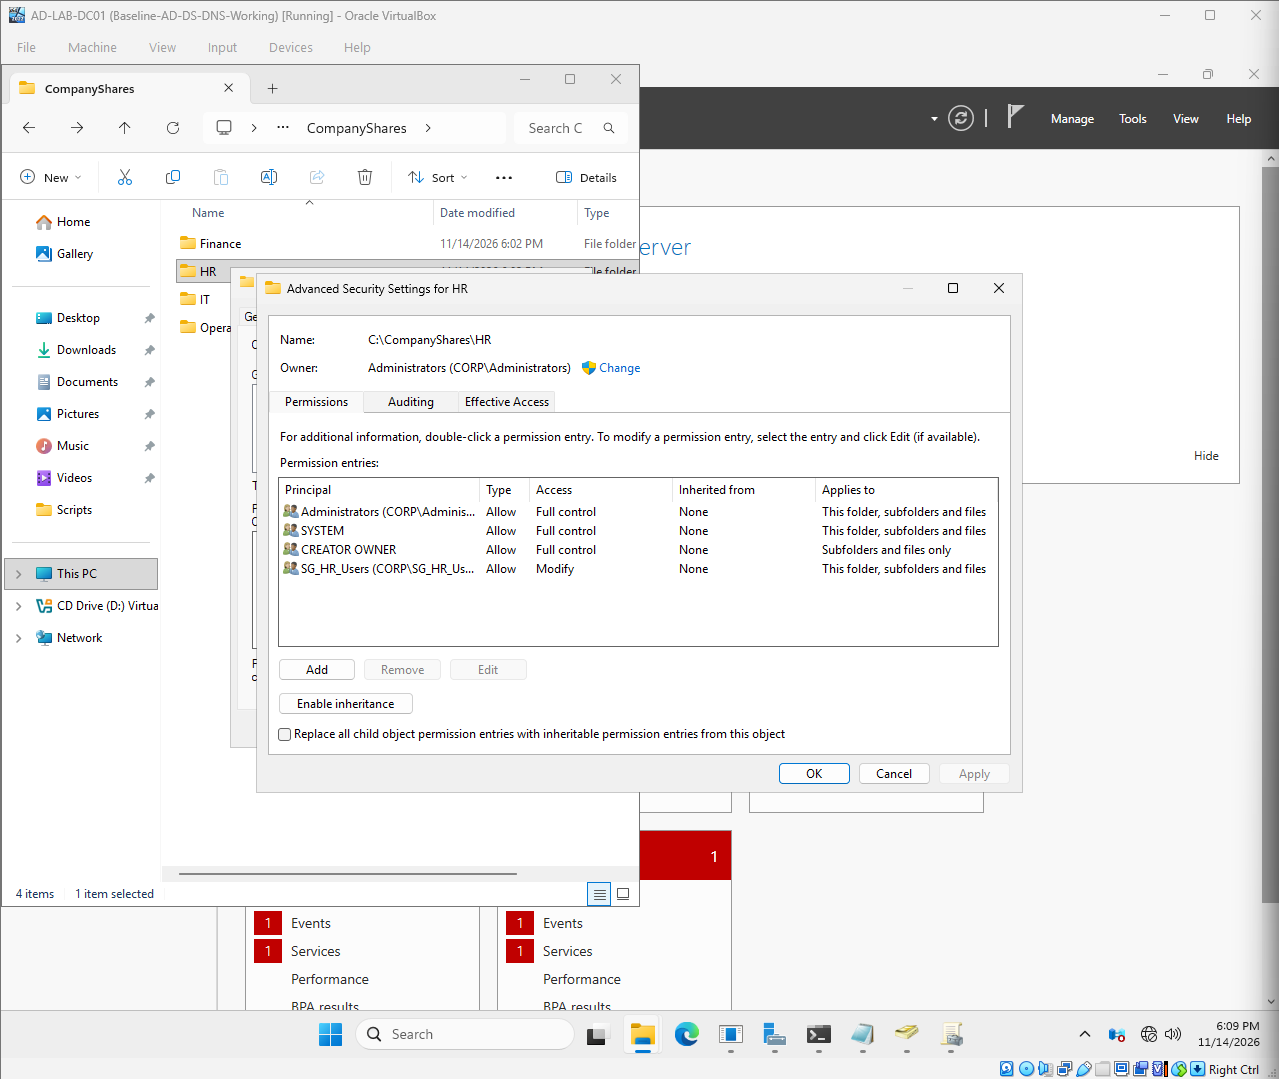 AD-LAB-DC01 (Baseline-AD-DS-DNS-Working) [Running] - Oracle VirtualBox
File Machine View Input Devices Help
CompanyShares
Manage Tools View Help
CompanyShares
Search C
New
Sort
Details
Name Date modified Type
Home
Gallery
Desktop
Downloads
Documents
Pictures
Music
Videos
Scripts
This PC
CD Drive (D:) Virtua
Network
Finance 11/14/2026 6:02 PM File folder
HR File folder
IT
Opera
erver
Hide
Ge
Advanced Security Settings for HR
Name: C:\CompanyShares\HR
Owner: Administrators (CORP\Administrators) Change
Permissions Auditing Effective Access
For additional information, double-click a permission entry. To modify a permission entry, select the entry and click Edit (if available).
Permission entries:
Principal Type Access Inherited from Applies to
Administrators (CORP\Adminis... Allow Full control None This folder, subfolders and files
SYSTEM Allow Full control None This folder, subfolders and files
CREATOR OWNER Allow Full control None Subfolders and files only
SG_HR_Users (CORP\SG_HR_Us... Allow Modify None This folder, subfolders and files
Add Remove Edit
Enable inheritance
Replace all child object permission entries with inheritable permission entries from this object
OK Cancel Apply
1
4 items 1 item selected
1 Events 1 Events
1 Services 1 Services
Performance Performance
BPA results BPA results
Search
6:09 PM
11/14/2026
Right Ctrl